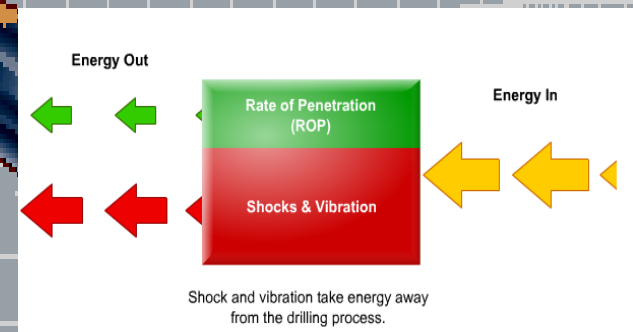 Energy Out
Energy In
Rate of Penetration
(ROP)
Shocks & Vibration
Shock and vibration take energy away
from the drilling process.